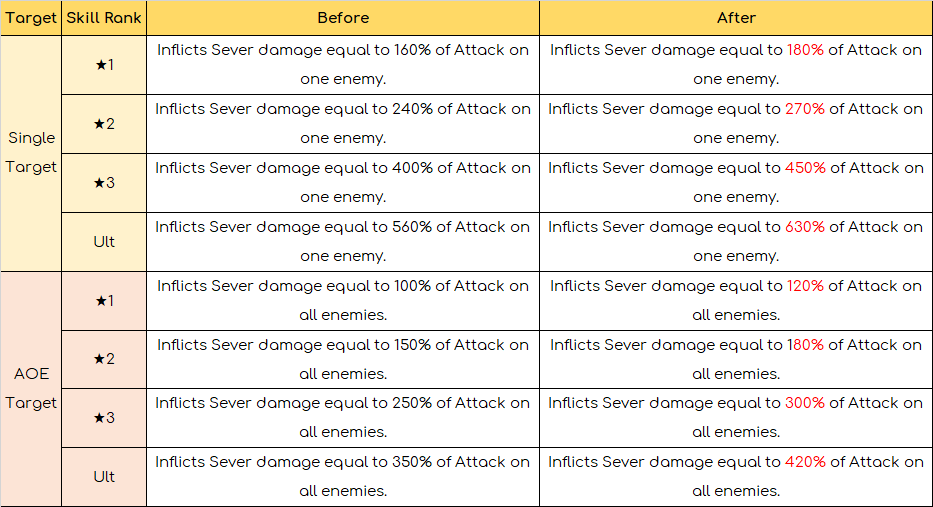 Target Skill Rank Before After
Single
Target
★1
Inflicts Sever damage equal to 160% of Attack on
one enemy.
Inflicts Sever damage equal to 180% of Attack on
one enemy.
★2
Inflicts Sever damage equal to 240% of Attack on
one enemy.
Inflicts Sever damage equal to 270% of Attack on
one enemy.
★3
Inflicts Sever damage equal to 400% of Attack on
one enemy.
Inflicts Sever damage equal to 450% of Attack on
one enemy.
Ult
Inflicts Sever damage equal to 560% of Attack on
one enemy.
Inflicts Sever damage equal to 630% of Attack on
one enemy.
AOE
Target
★1
Inflicts Sever damage equal to 100% of Attack on
all enemies.
Inflicts Sever damage equal to 120% of Attack on
all enemies.
★2
Inflicts Sever damage equal to 150% of Attack on
all enemies.
Inflicts Sever damage equal to 180% of Attack on
all enemies.
★3
Inflicts Sever damage equal to 250% of Attack on
all enemies.
Inflicts Sever damage equal to 300% of Attack on
all enemies.
Ult
Inflicts Sever damage equal to 350% of Attack on
all enemies.
Inflicts Sever damage equal to 420% of Attack on
all enemies.